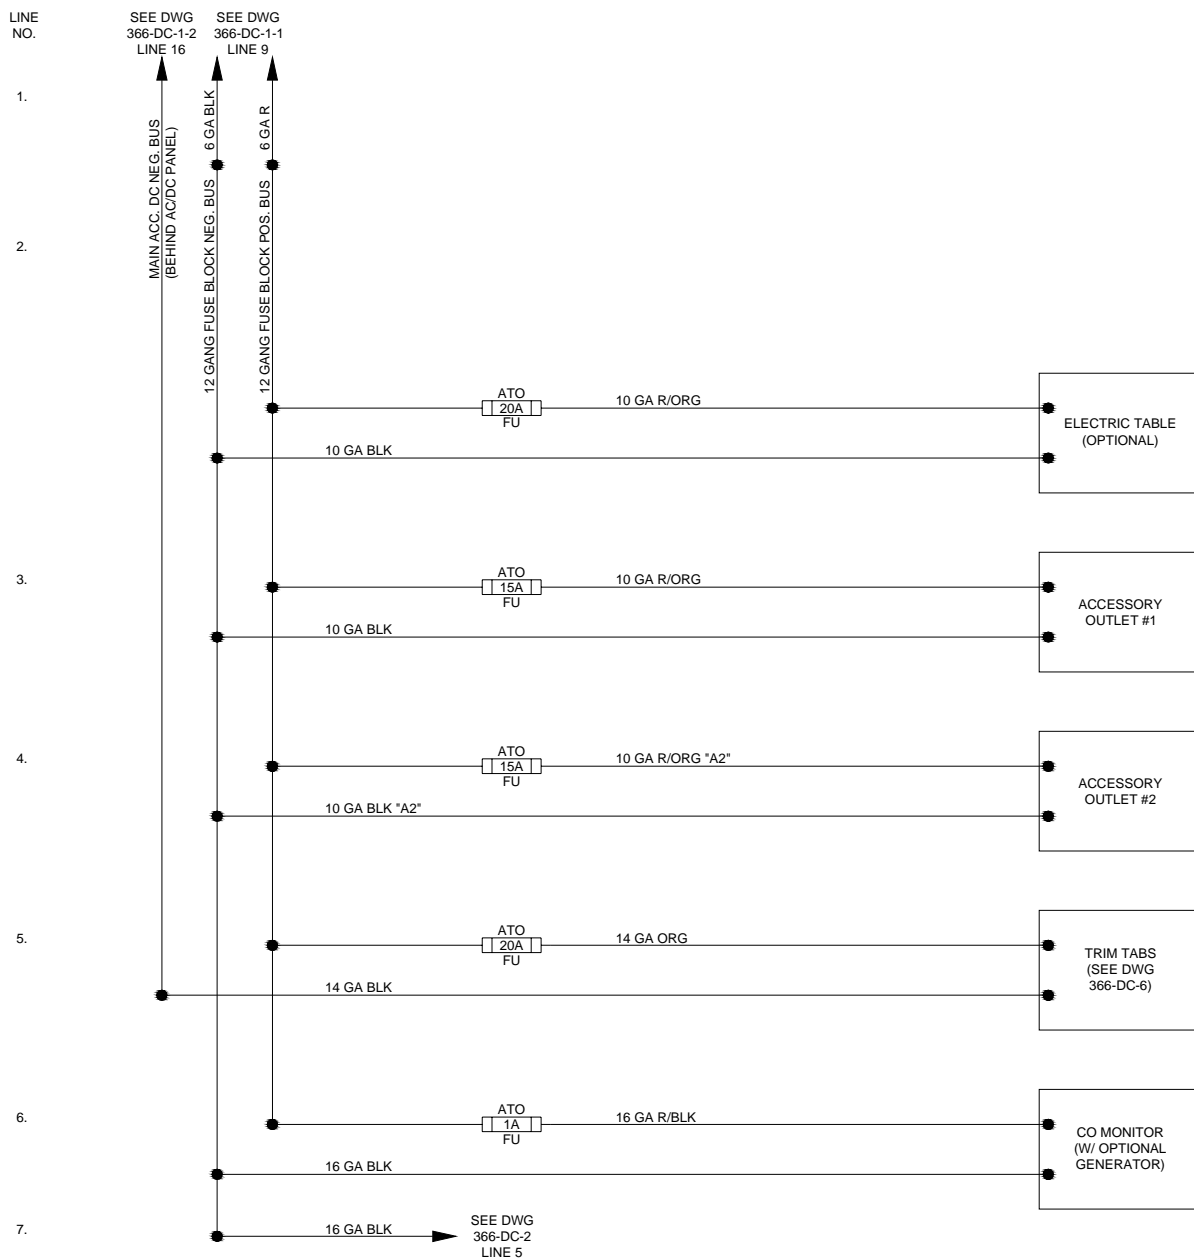 LINE
NO.
SEE DWG
366-DC-1-2
LINE 16
SEE DWG
366-DC-1-1
LINE 9
1.
MAIN ACC. DC NEG. BUS
(BEHIND AC/DC PANEL)
6 GA BLK
12 GANG FUSE BLOCK NEG. BUS
6 GA R
12 GANG FUSE BLOCK POS. BUS
2.
ATO
20A
FU
10 GA R/ORG
10 GA BLK
ELECTRIC TABLE
(OPTIONAL)
3.
ATO
15A
FU
10 GA R/ORG
10 GA BLK
ACCESSORY
OUTLET #1
4.
ATO
15A
FU
10 GA R/ORG "A2"
10 GA BLK "A2"
ACCESSORY
OUTLET #2
5.
ATO
20A
FU
14 GA ORG
14 GA BLK
TRIM TABS
(SEE DWG
366-DC-6)
6.
ATO
1A
FU
16 GA R/BLK
16 GA BLK
CO MONITOR
(W/ OPTIONAL
GENERATOR)
7.
16 GA BLK
SEE DWG
366-DC-2
LINE 5